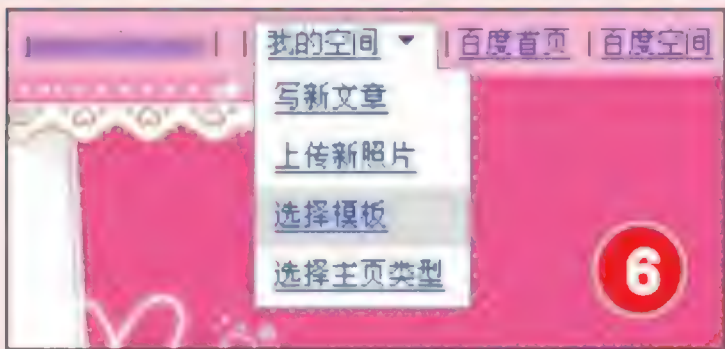 | | 我的空间 ▼ | 百度首页 | 百度空间
写新文章
上传新照片
选择模板
选择主页类型
6